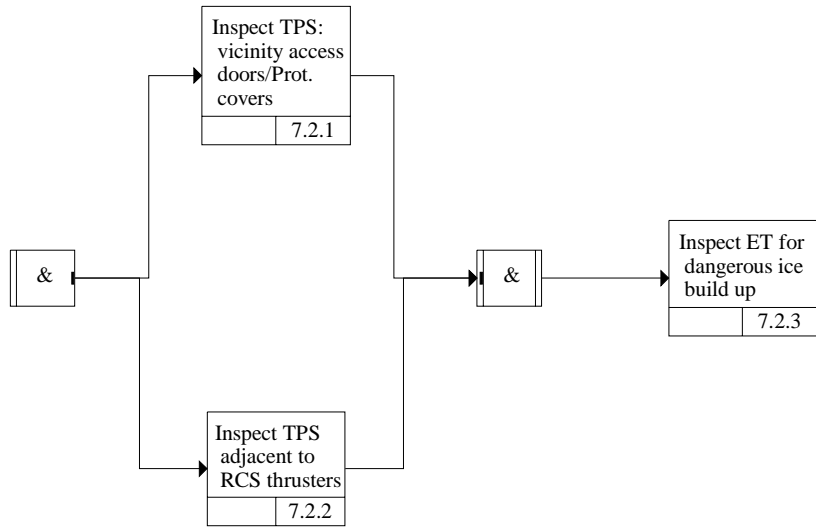 Inspect TPS:
vicinity access
doors/Prot.
covers
7.2.1
&
&
Inspect ET for
dangerous ice
build up
7.2.3
Inspect TPS
adjacent to
RCS thrusters
7.2.2